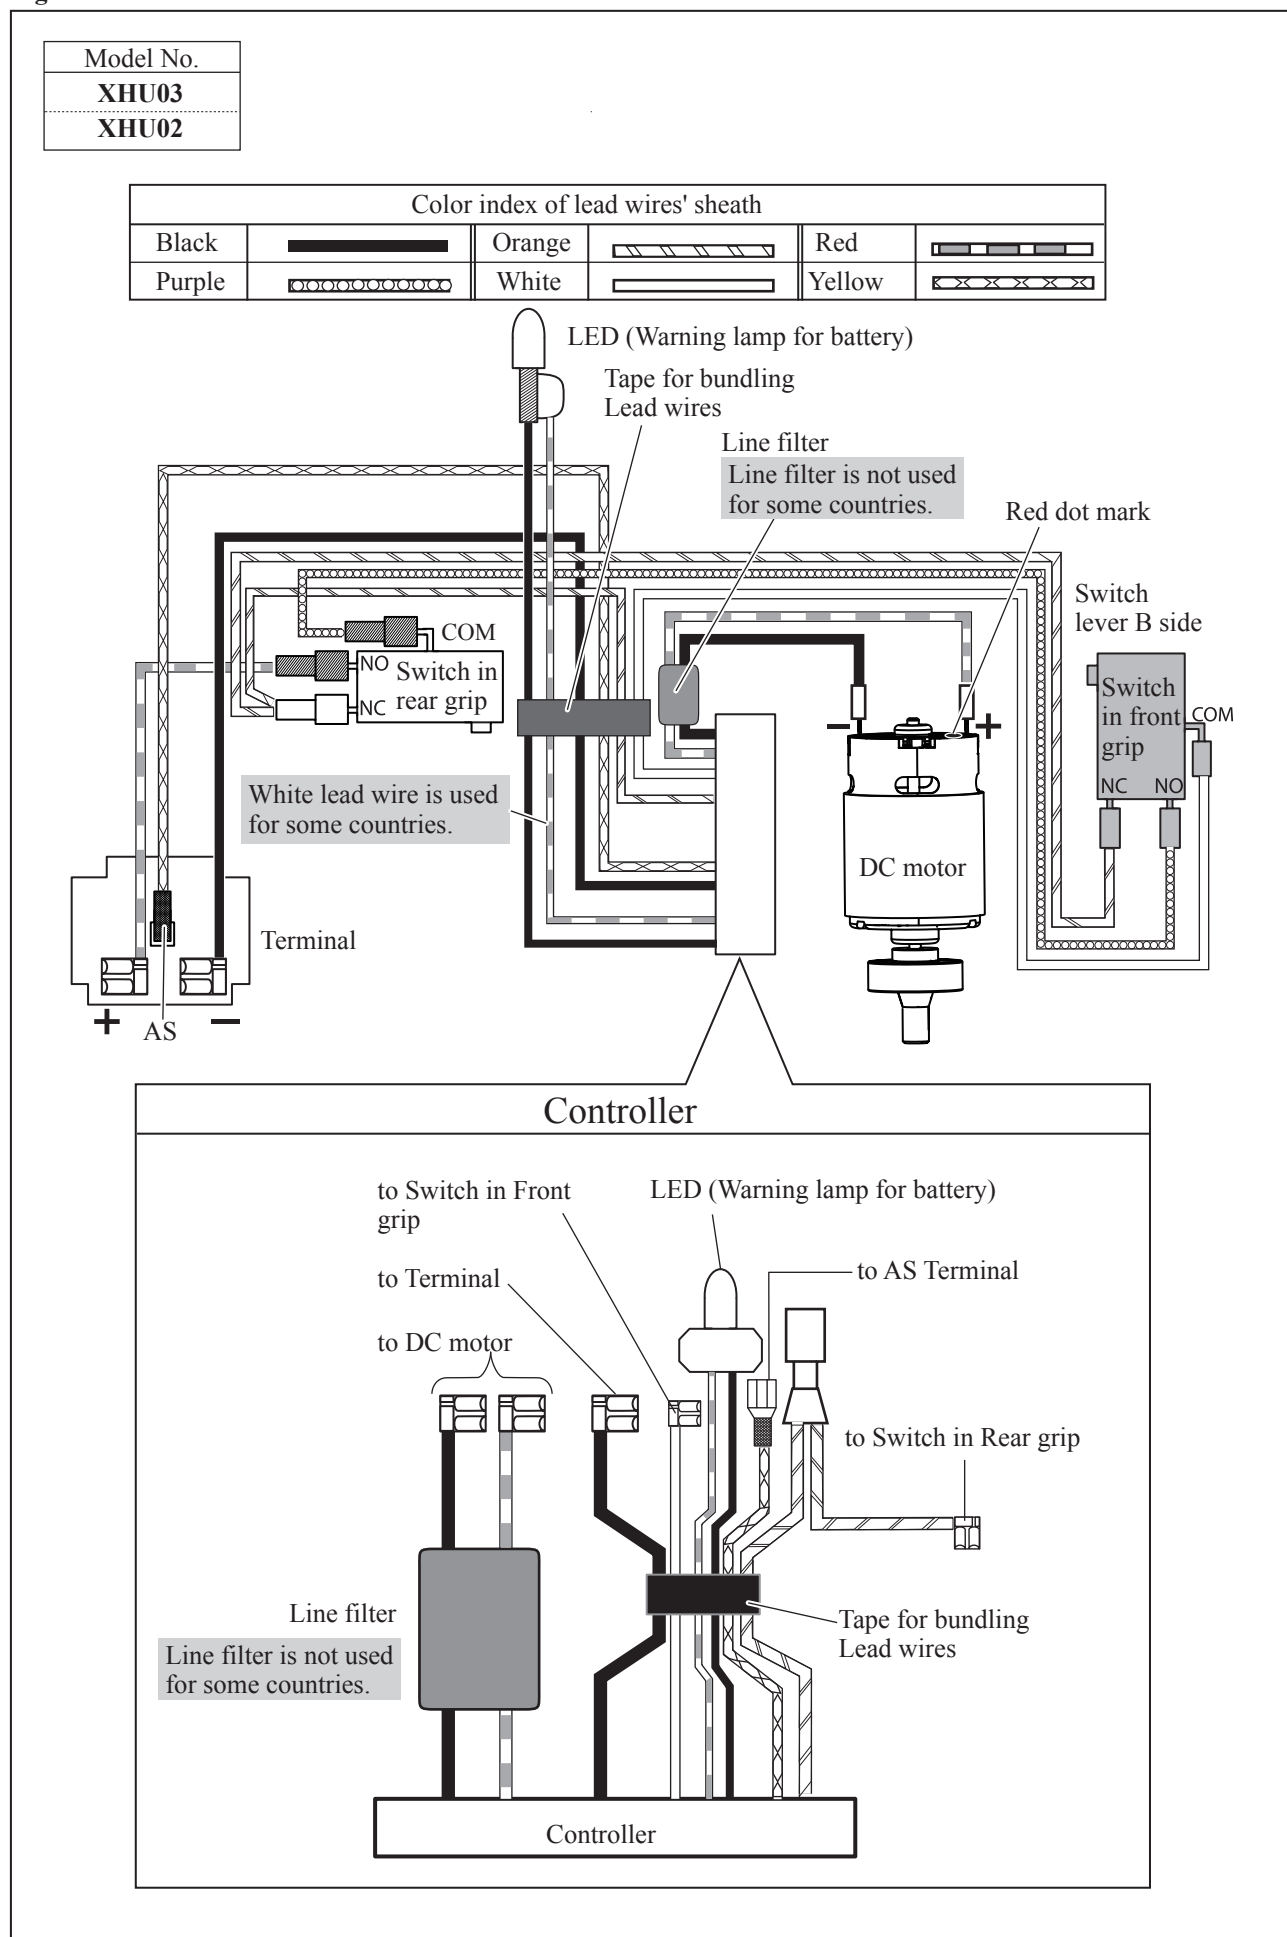 Model No.
XHU03
XHU02
Color index of lead wires' sheath
Black Orange Red
Purple White Yellow
LED (Warning lamp for battery)
Tape for bundling
Lead wires
Line filter
Line filter is not used
for some countries.
Red dot mark
Switch
lever B side
COM
NO
Switch in
rear grip
NC
Switch
in front
grip
COM
NC NO
White lead wire is used
for some countries.
- +
DC motor
Terminal
+ AS -
Controller
to Switch in Front
grip
LED (Warning lamp for battery)
to Terminal
to AS Terminal
to DC motor
to Switch in Rear grip
Line filter
Line filter is not used
for some countries.
Tape for bundling
Lead wires
Controller